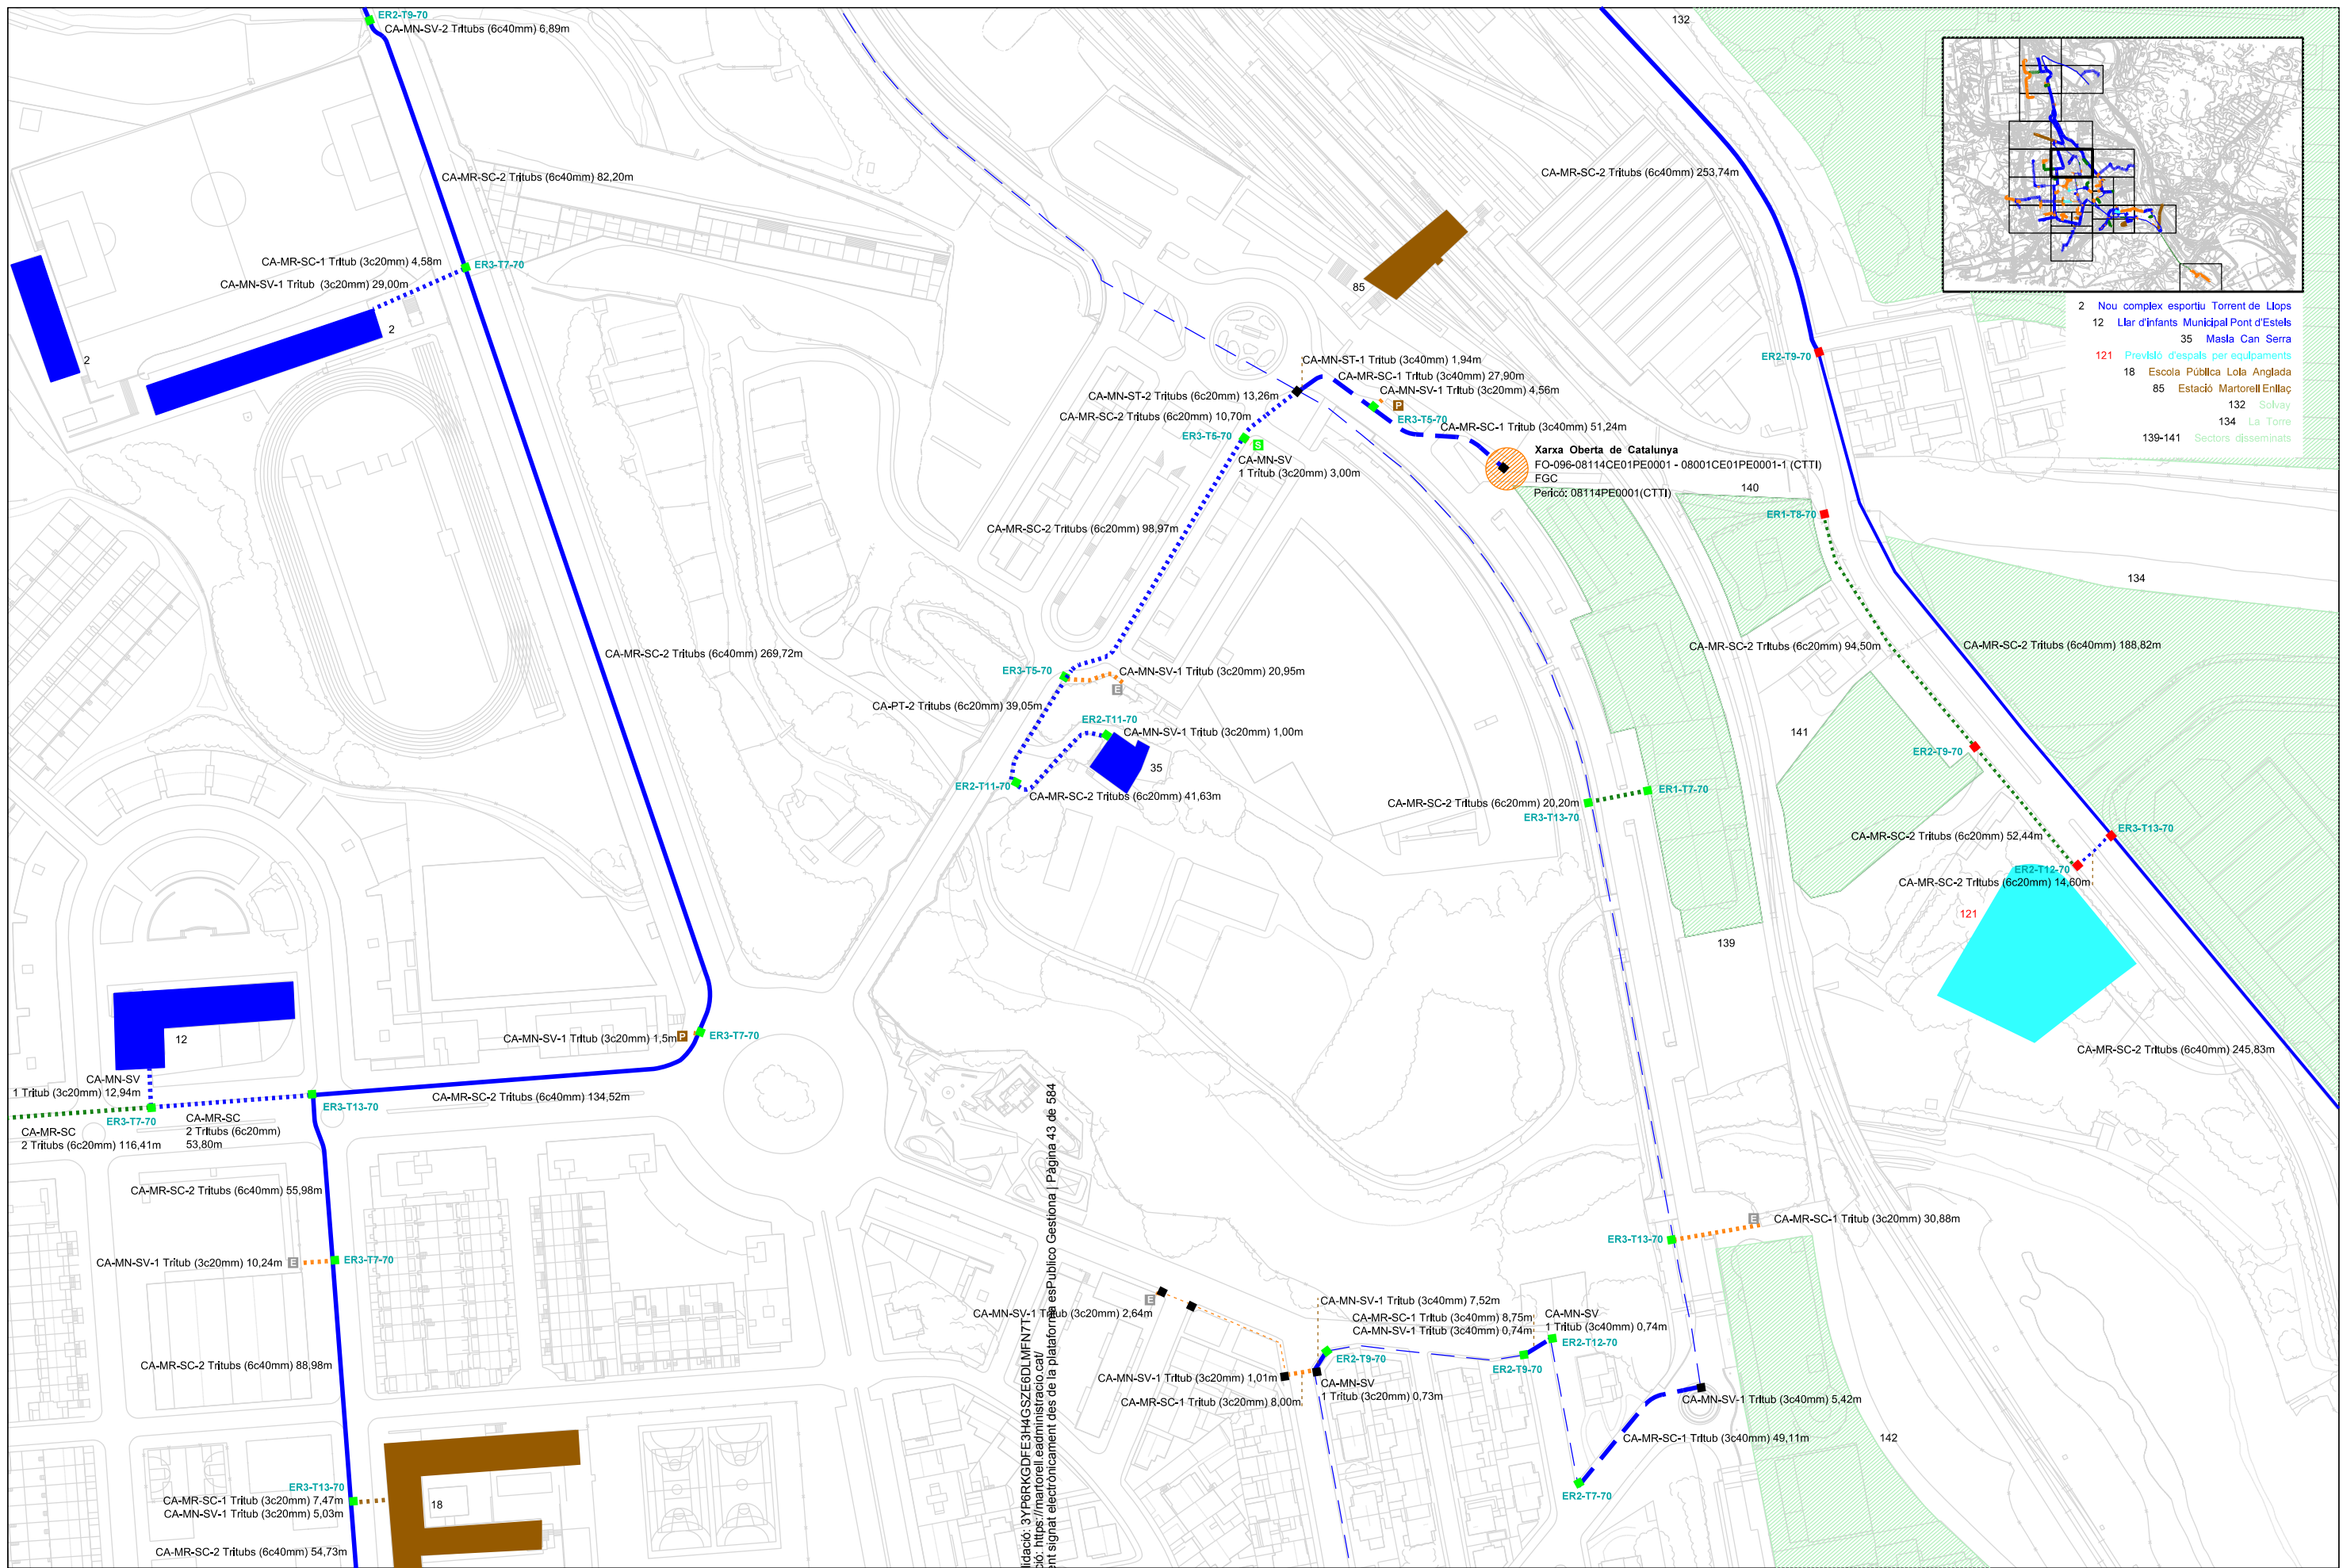 ER2-T9-70
CA-MN-SV-2 Tritubs (6c40mm) 6,89m
132
CA-MR-SC-2 Tritubs (6c40mm) 82,20m
CA-MR-SC-2 Tritubs (6c40mm) 253,74m
CA-MR-SC-1 Tritub (3c20mm) 4,58m
ER3-T7-70
CA-MN-SV-1 Tritub (3c20mm) 29,00m
2
2
85
2 Nou complex esportiu Torrent de Llops
12 Llar d'infants Municipal Pont d'Estels
35 Masia Can Serra
121 Previsió d'espais per equipaments
18 Escola Pública Lola Anglada
85 Estació Martorell Enllaç
132 Solvay
134 La Torre
139-141 Sectors disseminats
ER2-T9-70
CA-MN-ST-1 Tritub (3c40mm) 1,94m
CA-MR-SC-1 Tritub (3c40mm) 27,90m
CA-MN-SV-1 Tritub (3c20mm) 4,56m
P
CA-MN-ST-2 Tritubs (6c20mm) 13,26m
CA-MR-SC-2 Tritubs (6c20mm) 10,70m
ER3-T5-70
CA-MR-SC-1 Tritub (3c40mm) 51,24m
ER3-T5-70
S
CA-MN-SV
1 Tritub (3c20mm) 3,00m
Xarxa Oberta de Catalunya
FO-096-08114CE01PE0001 - 08001CE01PE0001-1 (CTTI)
FGC
Pericó: 08114PE0001(CTTI)
140
ER1-T8-70
CA-MR-SC-2 Tritubs (6c20mm) 98,97m
134
CA-MR-SC-2 Tritubs (6c40mm) 269,72m
CA-MR-SC-2 Tritubs (6c20mm) 94,50m
CA-MR-SC-2 Tritubs (6c40mm) 188,82m
ER3-T5-70
CA-MN-SV-1 Tritub (3c20mm) 20,95m
E
CA-PT-2 Tritubs (6c20mm) 39,05m
ER2-T11-70
CA-MN-SV-1 Tritub (3c20mm) 1,00m
141
ER2-T9-70
35
ER2-T11-70
CA-MR-SC-2 Tritubs (6c20mm) 41,63m
CA-MR-SC-2 Tritubs (6c20mm) 20,20m
ER1-T7-70
ER3-T13-70
ER3-T13-70
CA-MR-SC-2 Tritubs (6c20mm) 52,44m
ER2-T12-70
CA-MR-SC-2 Tritubs (6c20mm) 14,60m
121
139
CA-MN-SV-1 Tritub (3c20mm) 1,5m
P
ER3-T7-70
12
CA-MR-SC-2 Tritubs (6c40mm) 245,83m
CA-MN-SV
1 Tritub (3c20mm) 12,94m
CA-MR-SC-2 Tritubs (6c40mm) 134,52m
ER3-T13-70
ER3-T7-70
CA-MR-SC
2 Tritubs (6c20mm)
53,80m
CA-MR-SC
2 Tritubs (6c20mm) 116,41m
CA-MR-SC-2 Tritubs (6c40mm) 55,98m
CA-MR-SC-1 Tritub (3c20mm) 30,88m
E
ER3-T13-70
CA-MN-SV-1 Tritub (3c20mm) 10,24m
E
ER3-T7-70
E
CA-MN-SV-1 Tritub (3c20mm) 2,64m
CA-MN-SV-1 Tritub (3c40mm) 7,52m
CA-MR-SC-1 Tritub (3c40mm) 8,75m
CA-MN-SV-1 Tritub (3c40mm) 0,74m
CA-MN-SV
1 Tritub (3c40mm) 0,74m
ER2-T12-70
ER2-T9-70
ER2-T9-70
CA-MR-SC-2 Tritubs (6c40mm) 88,98m
CA-MN-SV-1 Tritub (3c20mm) 1,01m
CA-MN-SV
1 Tritub (3c20mm) 0,73m
CA-MR-SC-1 Tritub (3c20mm) 8,00m
CA-MN-SV-1 Tritub (3c40mm) 5,42m
CA-MR-SC-1 Tritub (3c40mm) 49,11m
142
ER2-T7-70
ER3-T13-70
CA-MR-SC-1 Tritub (3c20mm) 7,47m
CA-MN-SV-1 Tritub (3c20mm) 5,03m
18
CA-MR-SC-2 Tritubs (6c40mm) 54,73m
lidació: 3YP6RKGDFE3H4GSZE6DLMFN7T
ció: https://martorell.eadministracio.cat/
ent signat electrònicament des de la plataforma esPublico Gestiona | Pàgina 43 de 584